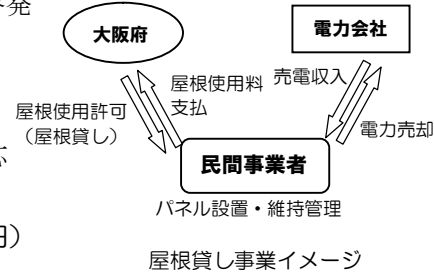 発
大阪府
電力会社
屋根使用料
支払
売電収入
屋根使用許可
（屋根貸し）
電力売却
民間事業者
パネル設置・維持管理
円）
屋根貸し事業イメージ